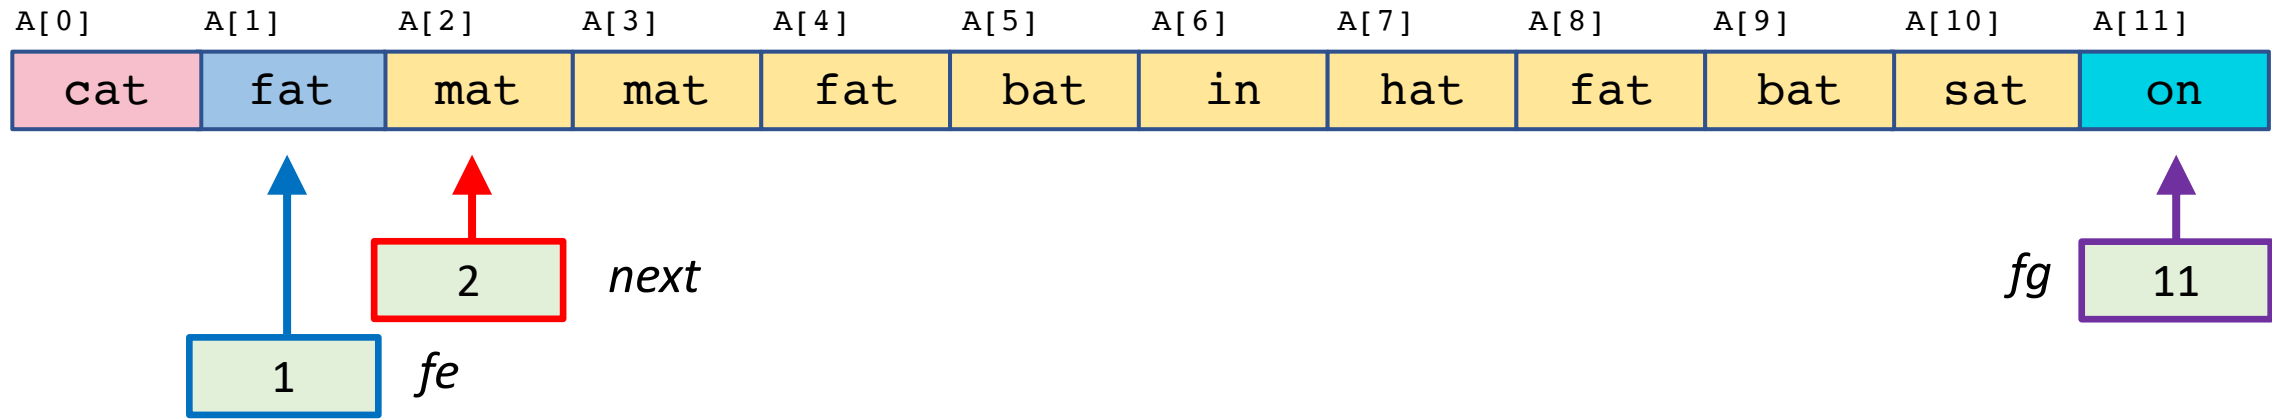 A[0] A[1] A[2] A[3] A[4] A[5] A[6] A[7] A[8] A[9] A[10] A[11]
cat fat mat mat fat bat in hat fat bat sat on
2 next fg 11
1 fe